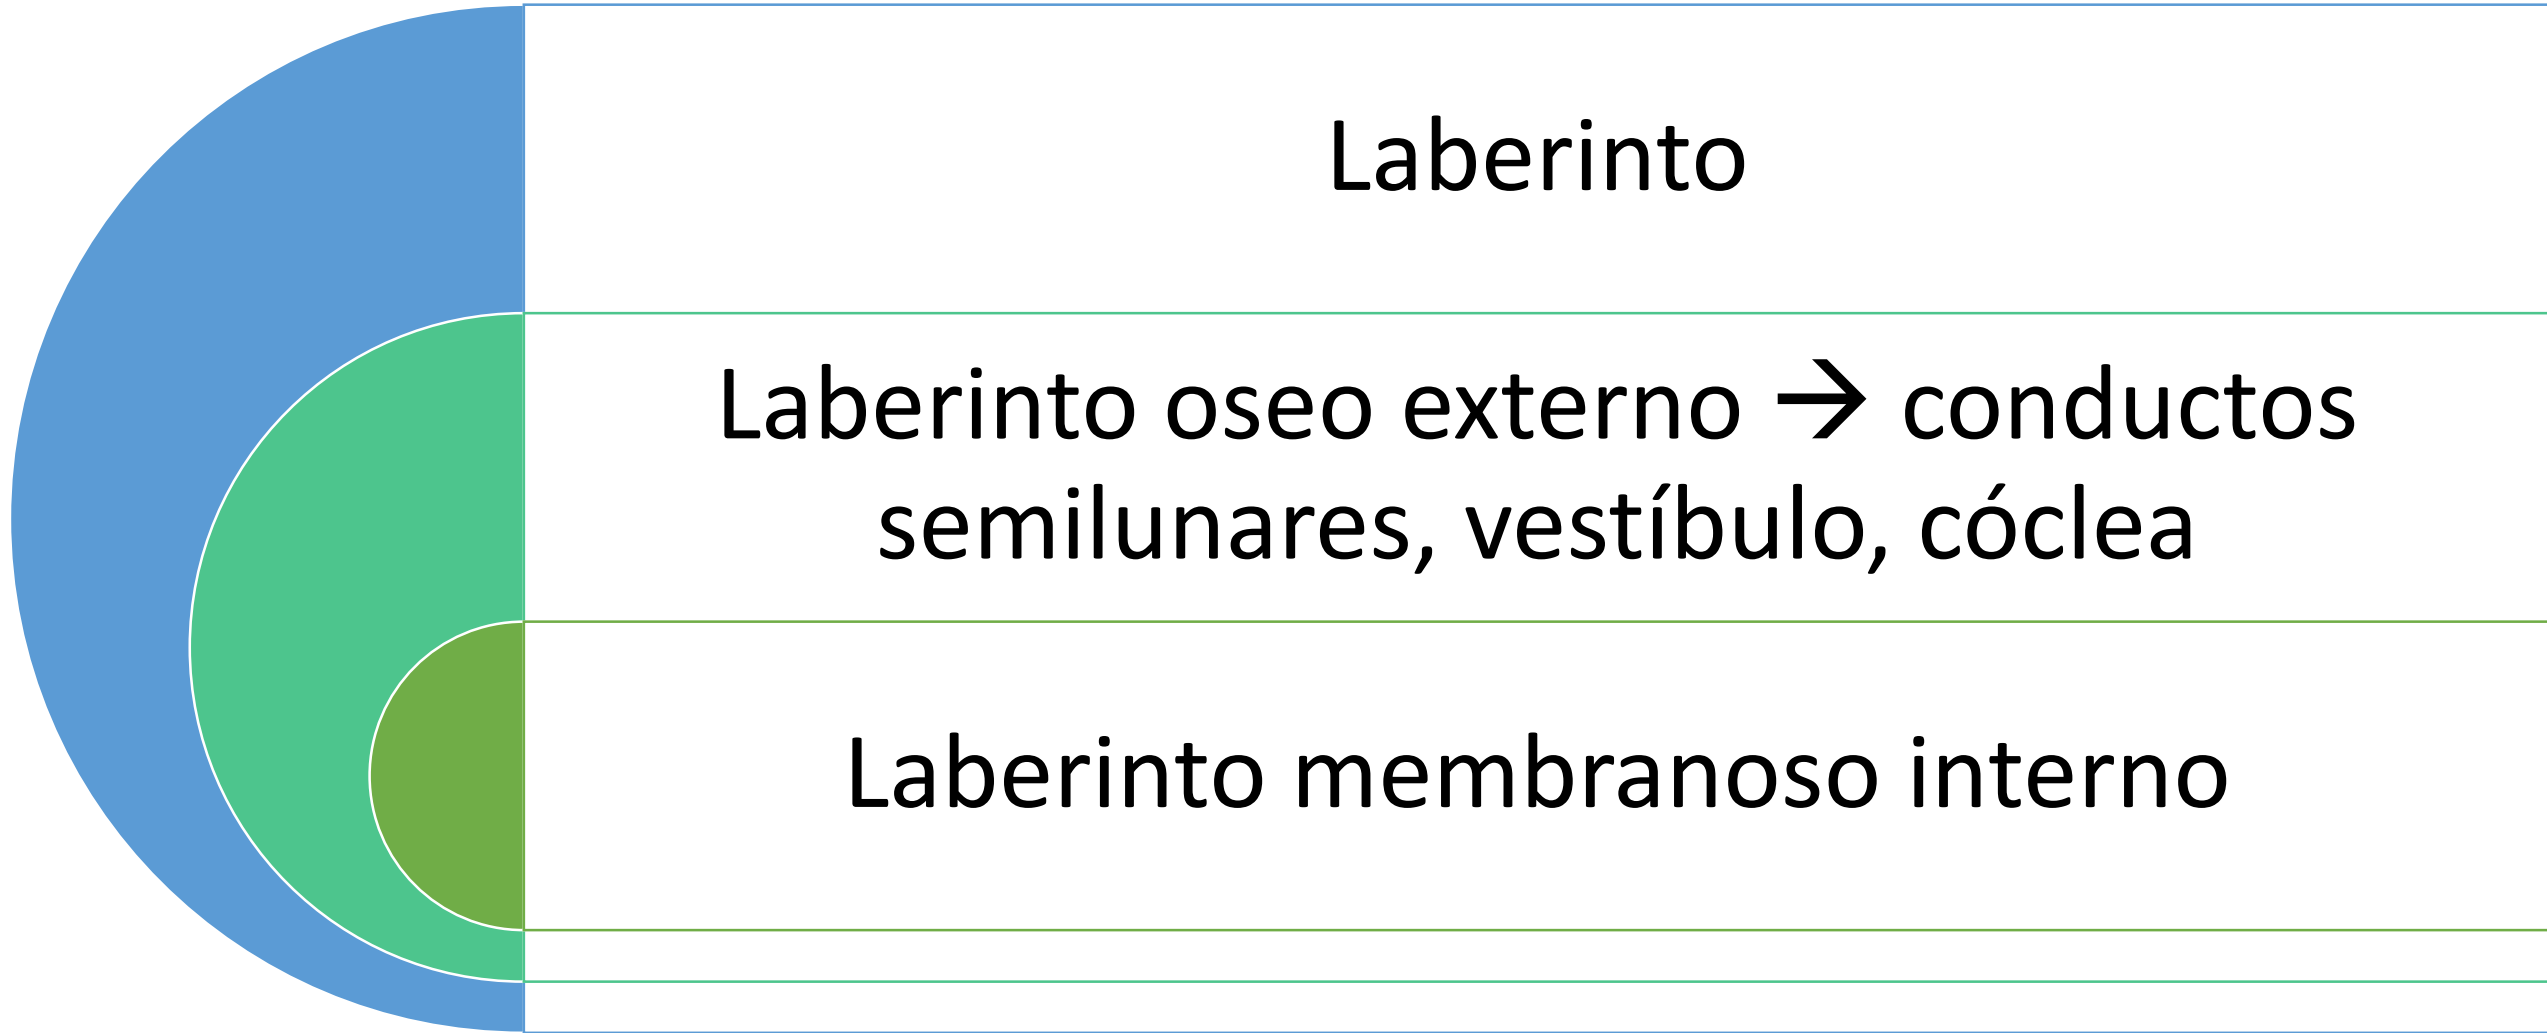 Laberinto
Laberinto oseo externo → conductos
semilunares, vestíbulo, cóclea
Laberinto membranoso interno